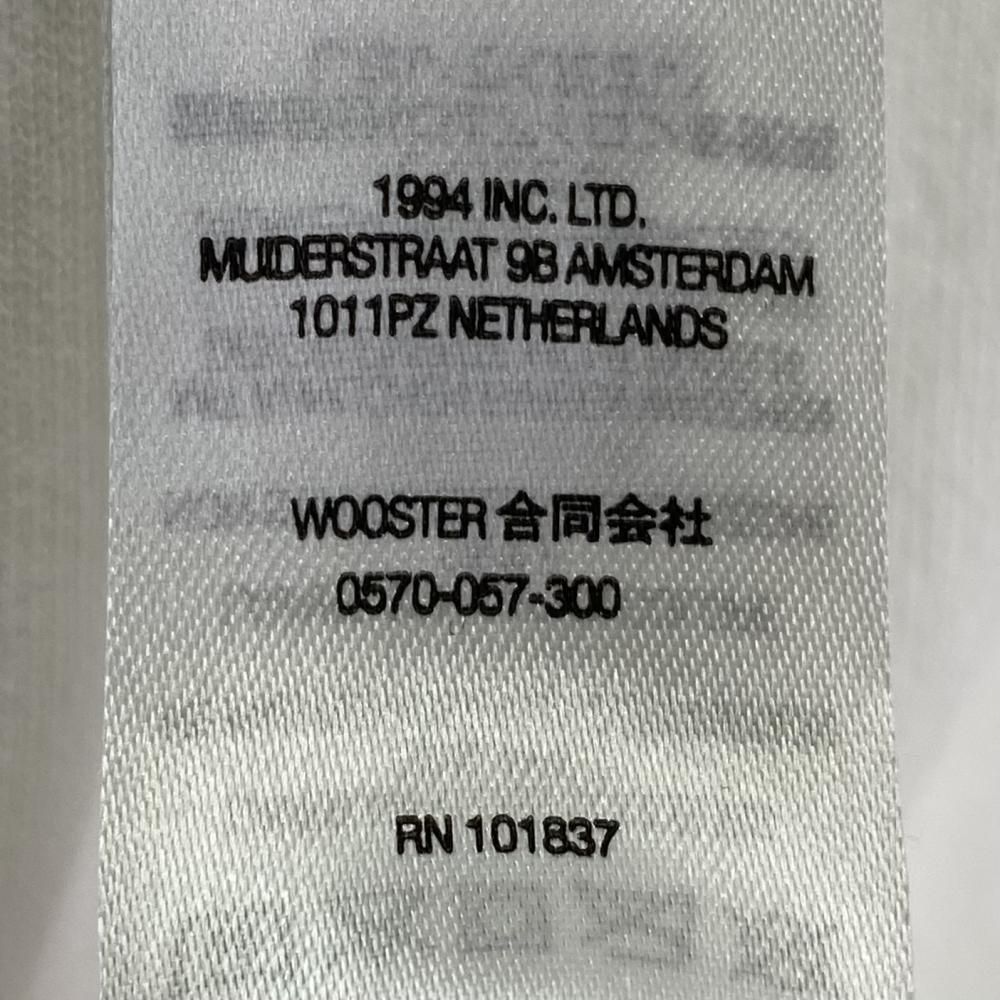 1994 INC. LTD.
MUIDERSTRAAT 9B AMSTERDAM
1011PZ NETHERLANDS
WOOSTER 合同会社
0570-057-300
RN 101837